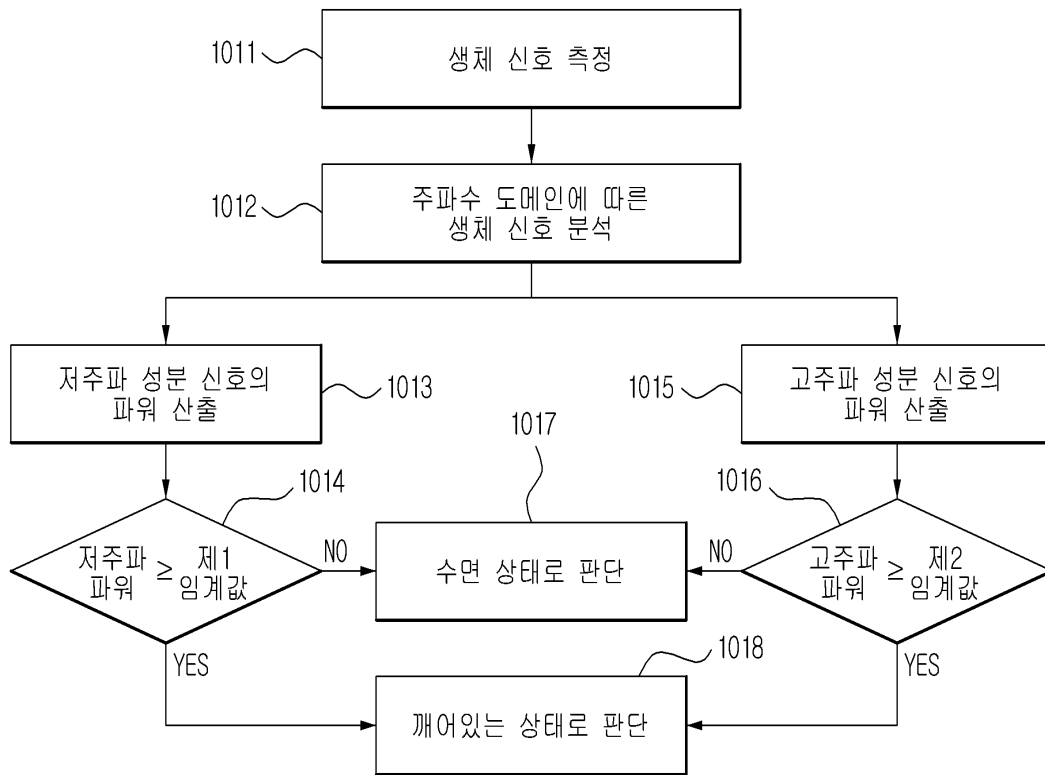 1011
생체 신호 측정
1012
주파수 도메인에 따른
생체 신호 분석
저주파 성분 신호의
파워 산출
1013
1015
고주파 성분 신호의
파워 산출
1017
1014
1016
저주파
파워
≥
제1
임계값
NO
수면 상태로 판단
NO
고주파
파워
≥
제2
임계값
YES
1018
YES
깨어있는 상태로 판단